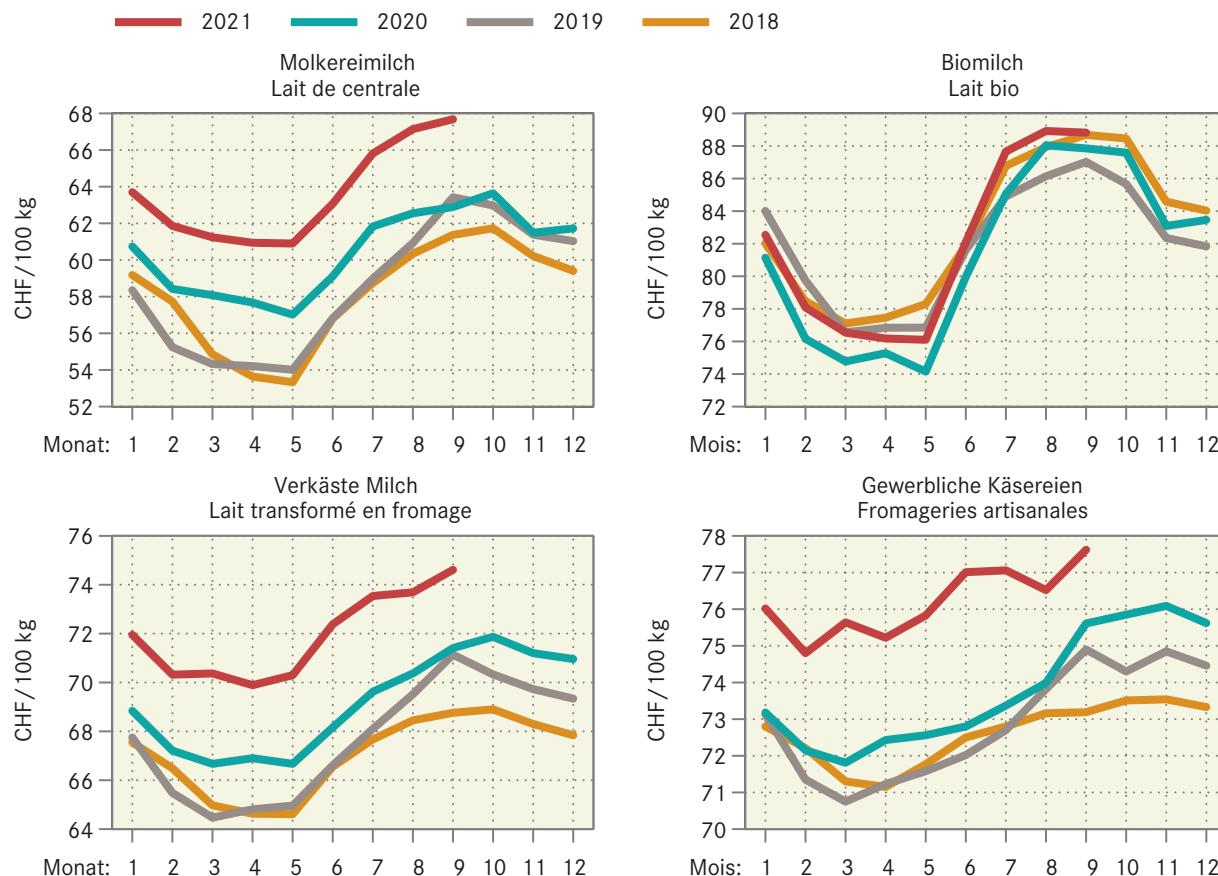 2021 2020 2019 2018
Molkereimilch
Lait de centrale
CHF / 100 kg
68
66
64
62
60
58
56
54
52
Monat: 1 2 3 4 5 6 7 8 9 10 11 12
Biomilch
Lait bio
CHF / 100 kg
90
88
86
84
82
80
78
76
74
72
Mois: 1 2 3 4 5 6 7 8 9 10 11 12
Verkäste Milch
Lait transformé en fromage
CHF / 100 kg
76
74
72
70
68
66
64
Monat: 1 2 3 4 5 6 7 8 9 10 11 12
Gewerbliche Käsereien
Fromageries artisanales
CHF / 100 kg
78
77
76
75
74
73
72
71
70
Mois: 1 2 3 4 5 6 7 8 9 10 11 12